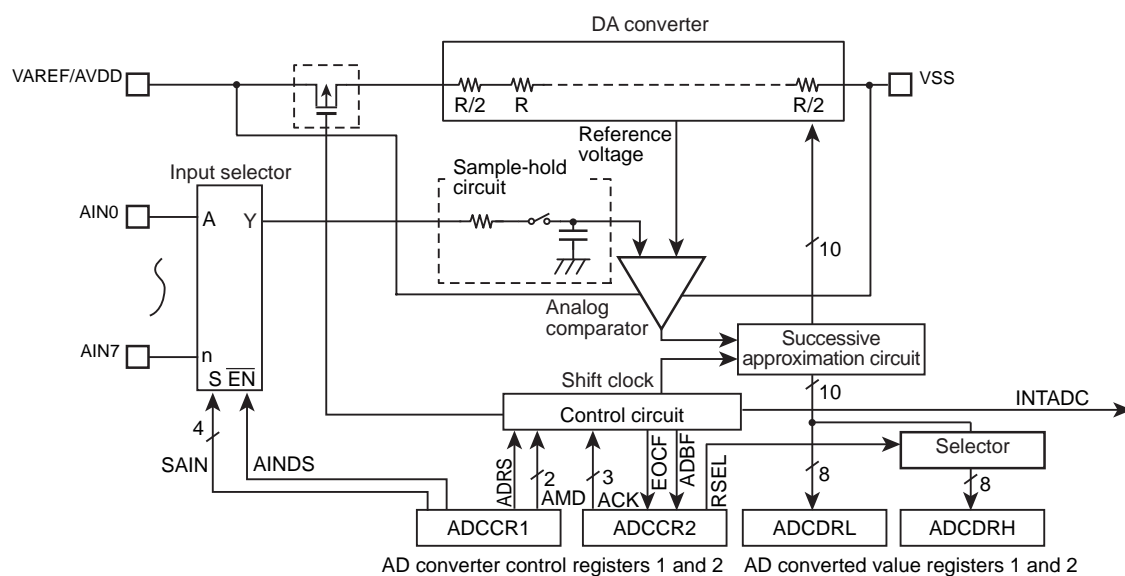 DA converter
VAREF/AVDD
VSS
R/2
R
R/2
Reference
voltage
Sample-hold
circuit
Input selector
AIN0
A
Y
10
Analog
comparator
Successive
approximation circuit
AIN7
n
S
EN
Shift clock
10
Control circuit
INTADC
4
SAIN
AINDS
ADRS
2
AMD
3
ACK
EOCF
ADBF
RSEL
Selector
8
8
ADCCR1
ADCCR2
ADCDRL
ADCDRH
AD converter control registers 1 and 2
AD converted value registers 1 and 2